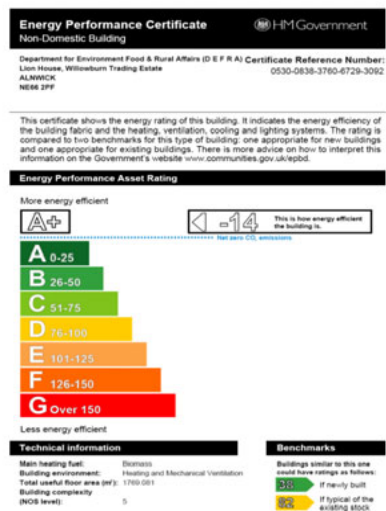 Energy Performance Certificate
HM Government
Non-Domestic Building
Department for Environment Food & Rural Affairs (D E F R A)
Lion House, Willowburn Trading Estate
ALNWICK
NE66 2PF
Certificate Reference Number:
0530-0838-3760-6729-3092
This certificate shows the energy rating of this building. It indicates the energy efficiency of
the building fabric and the heating, ventilation, cooling and lighting systems. The rating is
compared to two benchmarks for this type of building: one appropriate for new buildings
and one appropriate for existing buildings. There is more advice on how to interpret this
information on the Government's website www.communities.gov.uk/epbd.
Energy Performance Asset Rating
More energy efficient
A+
-14
This is how energy efficient
the building is.
Net zero CO₂ emissions
A 0-25
B 26-50
C 51-75
D 76-100
E 101-125
F 126-150
G Over 150
Less energy efficient
Technical information
Main heating fuel: Biomass
Building environment: Heating and Mechanical Ventilation
Total useful floor area (m²): 1769.081
Building complexity
(NOS level): 5
Benchmarks
Buildings similar to this one
could have ratings as follows:
38 If newly built
82 If typical of the
existing stock